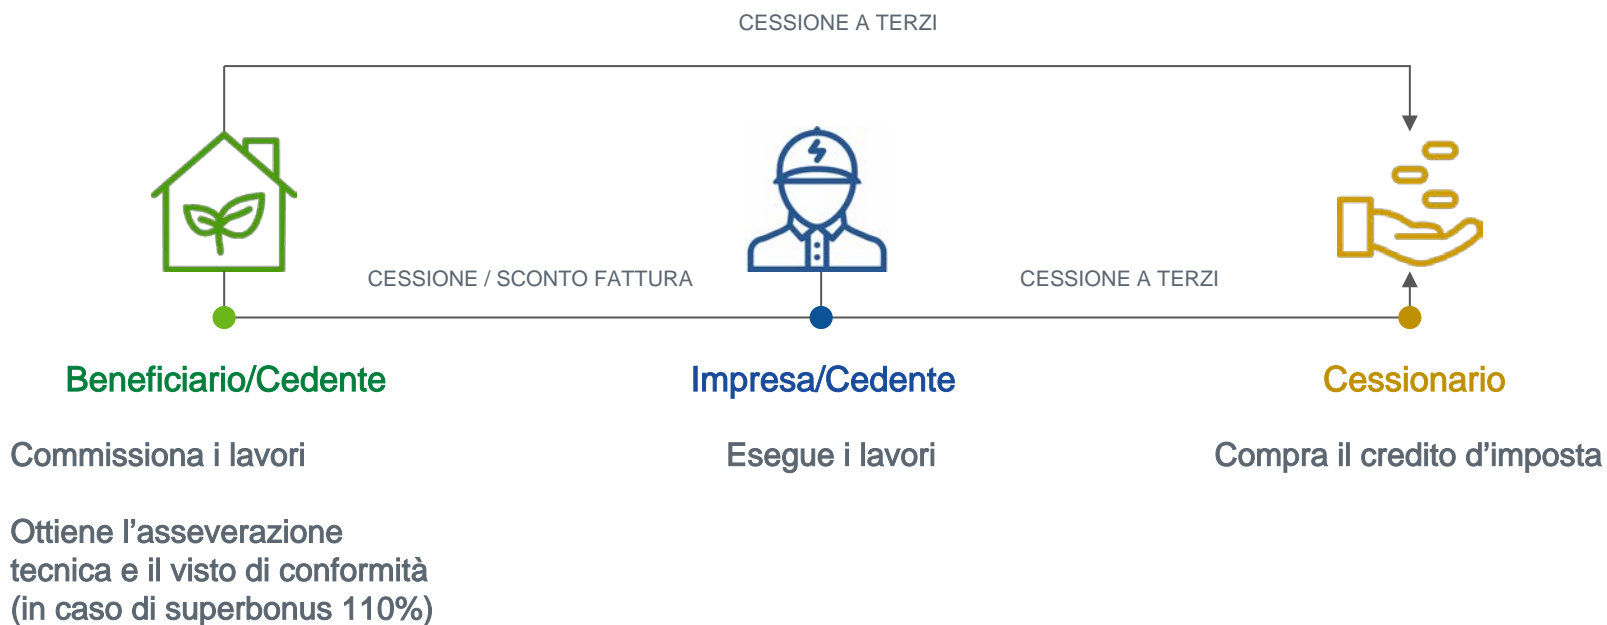 CESSIONE A TERZI
CESSIONE / SCONTO FATTURA
CESSIONE A TERZI
Beneficiario/Cedente
Impresa/Cedente
Cessionario
Commissiona i lavori
Esegue i lavori
Compra il credito d’imposta
Ottiene l’asseverazione
tecnica e il visto di conformità
(in caso di superbonus 110%)